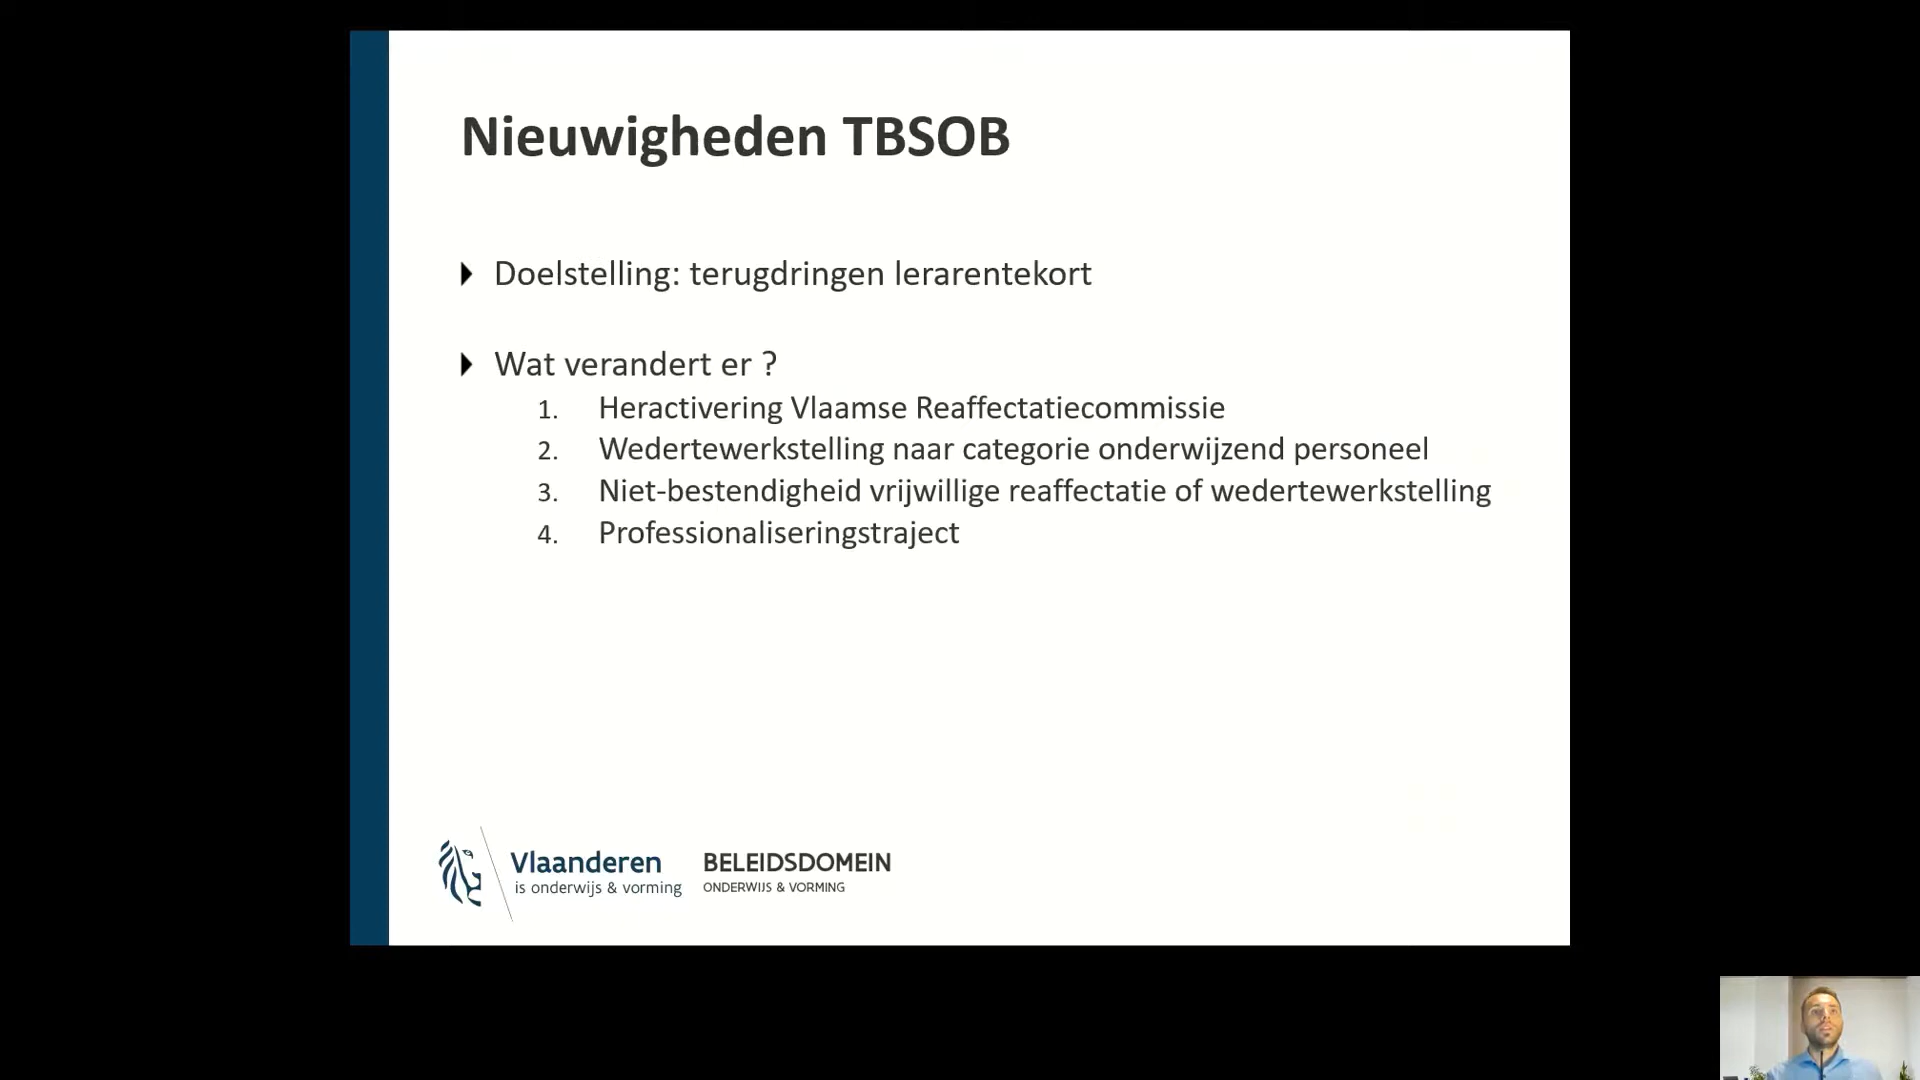 Nieuwigheden TBSOB
Doelstelling: terugdringen lerarentekort
Wat verandert er ?
1. Heractivering Vlaamse Reaffectatiecommissie
2. Wedertewerkstelling naar categorie onderwijzend personeel
3. Niet-bestendigheid vrijwillige reaffectatie of wedertewerkstelling
4. Professionaliseringstraject
Vlaanderen
is onderwijs & vorming
BELEIDSDOMEIN
ONDERWIJS & VORMING